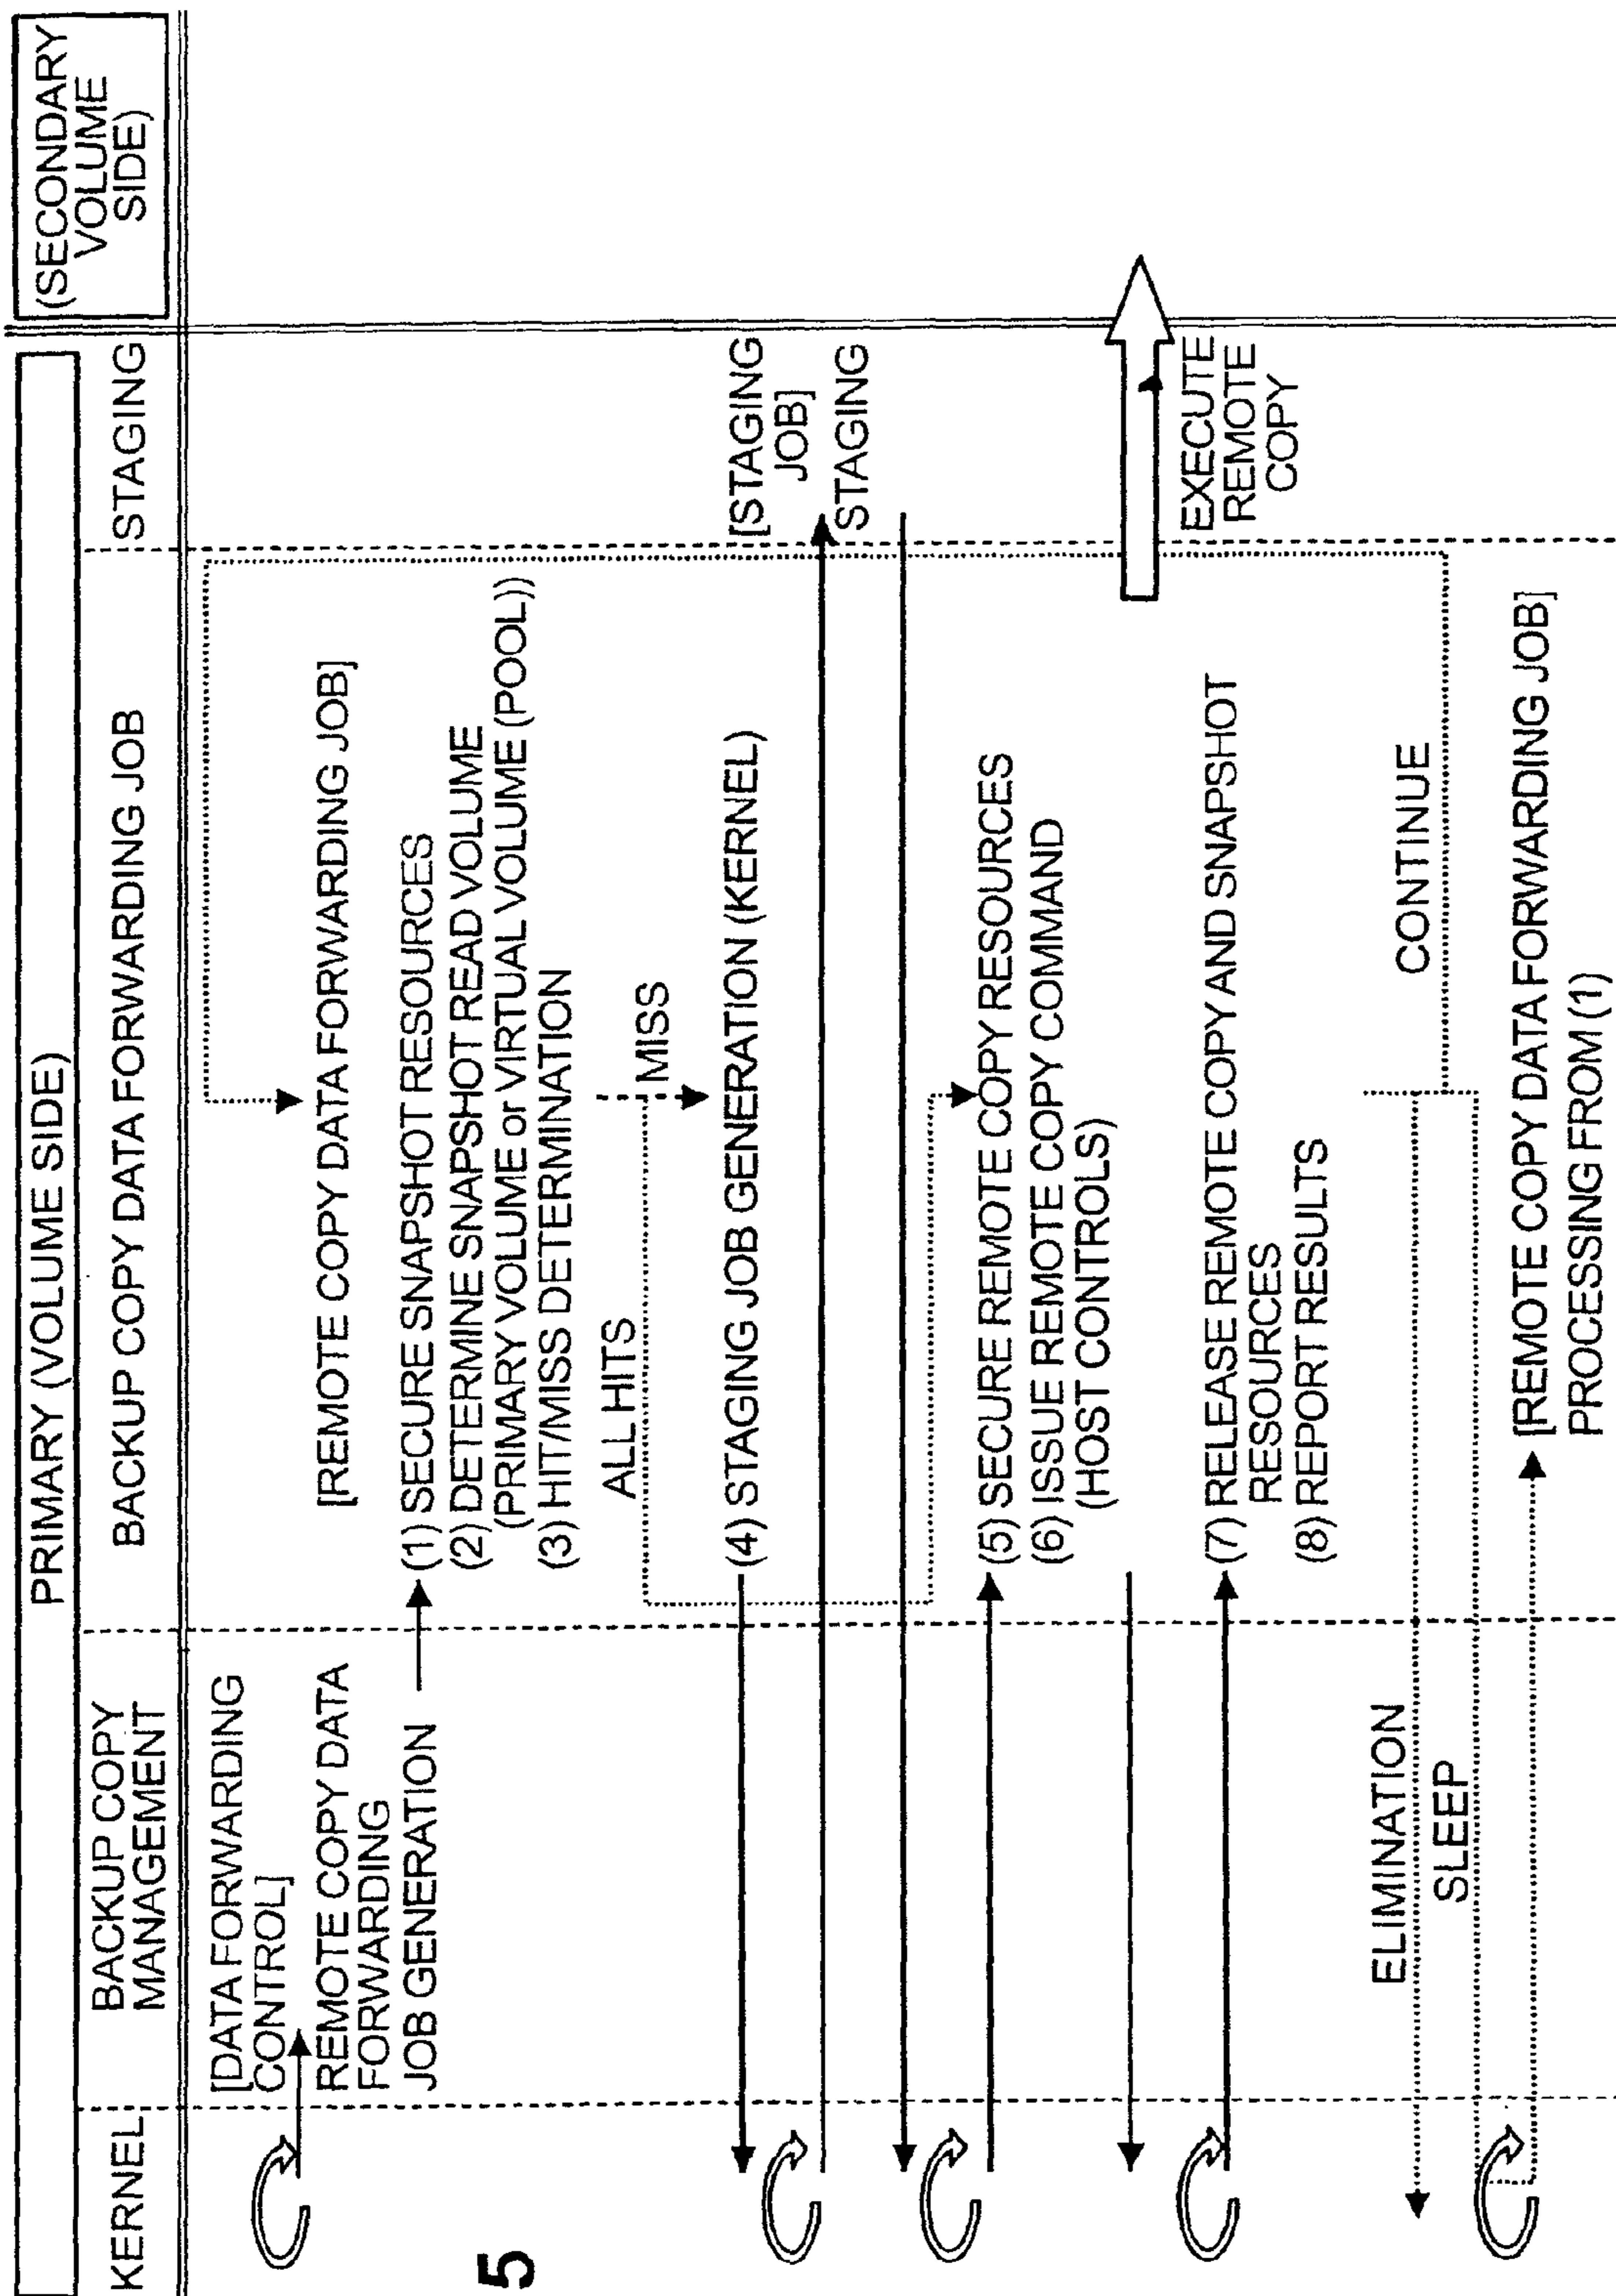 PRIMARY (VOLUME SIDE)
(SECONDARY
VOLUME
SIDE)
KERNEL
BACKUP COPY
MANAGEMENT
BACKUP COPY DATA FORWARDING JOB
STAGING
[DATA FORWARDING
CONTROL]
REMOTE COPY DATA
FORWARDING
JOB GENERATION
[REMOTE COPY DATA FORWARDING JOB]
(1) SECURE SNAPSHOT RESOURCES
(2) DETERMINE SNAPSHOT READ VOLUME
(PRIMARY VOLUME or VIRTUAL VOLUME (POOL))
(3) HIT/MISS DETERMINATION
ALL HITS
MISS
(4) STAGING JOB GENERATION (KERNEL)
[STAGING
JOB]
STAGING
(5) SECURE REMOTE COPY RESOURCES
(6) ISSUE REMOTE COPY COMMAND
(HOST CONTROLS)
EXECUTE
REMOTE
COPY
(7) RELEASE REMOTE COPY AND SNAPSHOT
RESOURCES
(8) REPORT RESULTS
ELIMINATION
CONTINUE
SLEEP
[REMOTE COPY DATA FORWARDING JOB]
PROCESSING FROM (1)
5